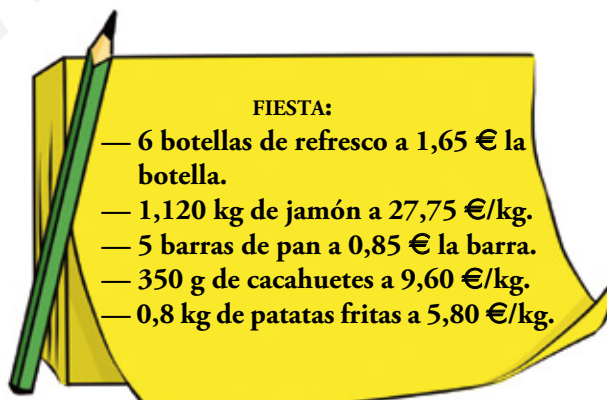 FIESTA:
— 6 botellas de refresco a 1,65 € la
botella.
— 1,120 kg de jamón a 27,75 €/kg.
— 5 barras de pan a 0,85 € la barra.
— 350 g de cacahuetes a 9,60 €/kg.
— 0,8 kg de patatas fritas a 5,80 €/kg.